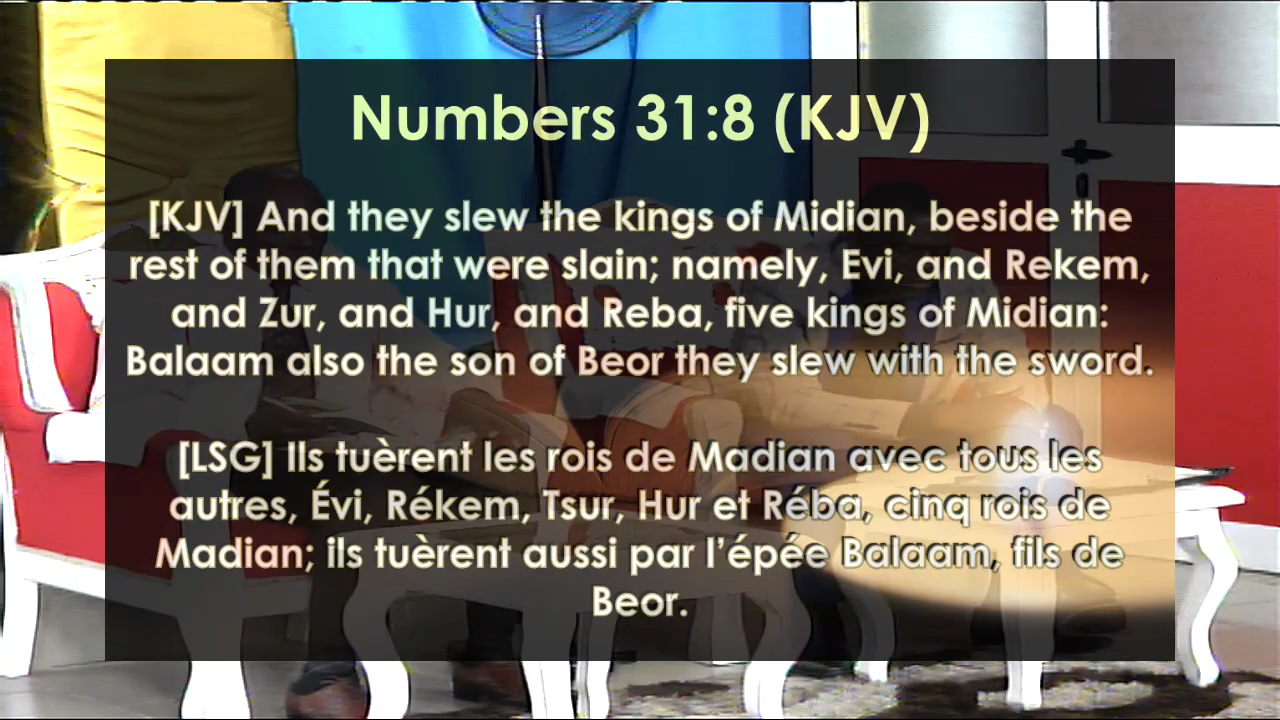 Numbers 31:8 (KJV)
[KJV] And they slew the kings of Midian, beside the
rest of them that were slain; namely, Evi, and Rekem,
and Zur, and Hur, and Reba, five kings of Midian:
Balaam also the son of Beor they slew with the sword.
[LSG] Ils tuèrent les rois de Madian avec tous les
autres, Évi, Rékem, Tsur, Hur et Réba, cinq rois de
Madian; ils tuèrent aussi par l’épée Balaam, fils de
Beor.